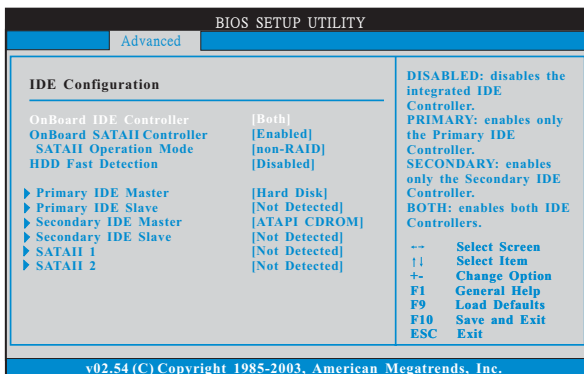 BIOS SETUP UTILITY
Advanced
IDE Configuration
OnBoard IDE Controller [Both]
OnBoard SATAII Controller [Enabled]
SATAII Operation Mode [non-RAID]
HDD Fast Detection [Disabled]
Primary IDE Master [Hard Disk]
Primary IDE Slave [Not Detected]
Secondary IDE Master [ATAPI CDROM]
Secondary IDE Slave [Not Detected]
SATAII 1 [Not Detected]
SATAII 2 [Not Detected]
DISABLED: disables the
integrated IDE
Controller.
PRIMARY: enables only
the Primary IDE
Controller.
SECONDARY: enables
only the Secondary IDE
Controller.
BOTH: enables both IDE
Controllers.
←→ Select Screen
↑↓ Select Item
+- Change Option
F1 General Help
F9 Load Defaults
F10 Save and Exit
ESC Exit
v02.54 (C) Copyright 1985-2003, American Megatrends, Inc.